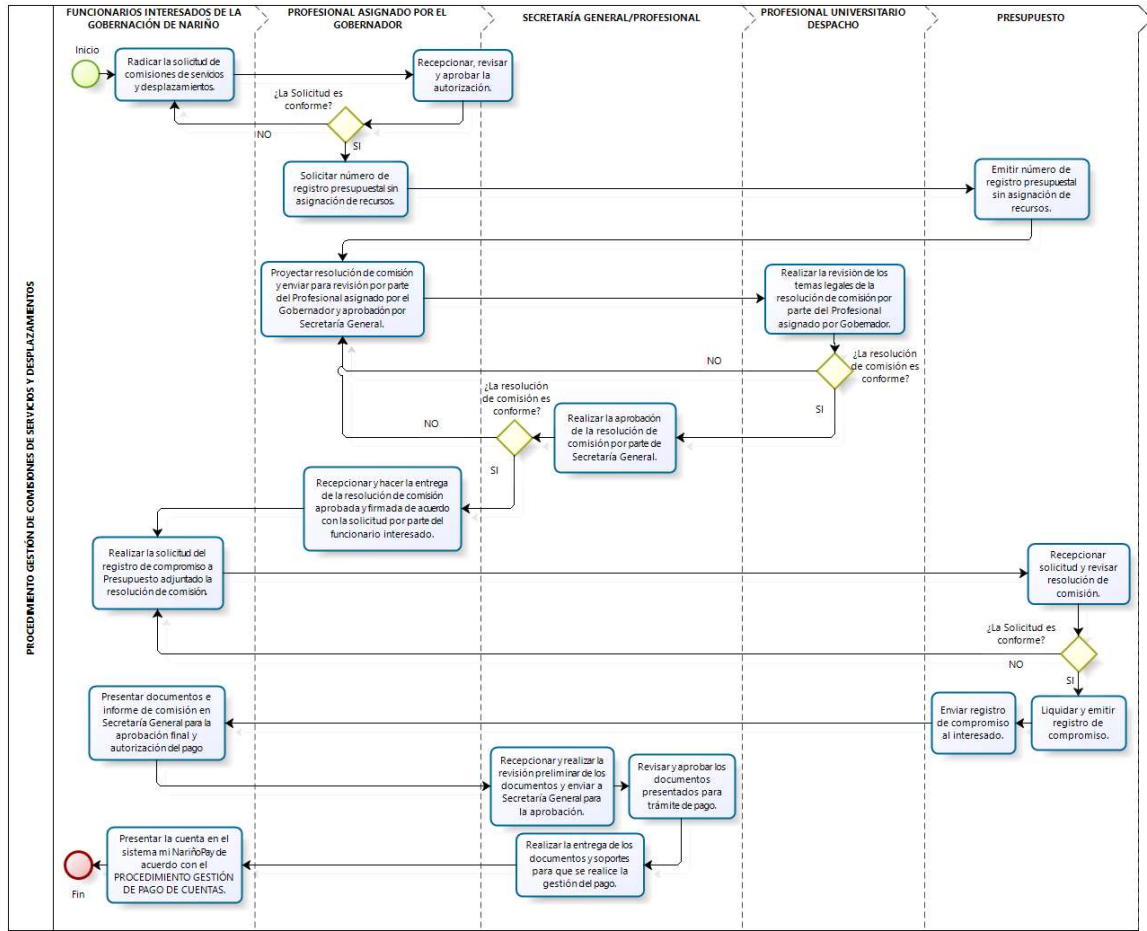 FUNCIONARIOS INTERESADOS DE LA
GOBERNACIÓN DE NARIÑO
PROFESIONAL ASIGNADO POR EL
GOBERNADOR
SECRETARÍA GENERAL/PROFESIONAL
PROFESIONAL UNIVERSITARIO
DESPACHO
PRESUPUESTO
PROCEDIMIENTO GESTIÓN DE COMISIONES DE SERVICIOS Y DESPLAZAMIENTOS
Inicio
Radicar la solicitud de
comisiones de servicios
y desplazamientos.
Recepcionar, revisar
y aprobar la
autorización.
¿La Solicitud es
conforme?
NO
SI
Solicitar número de
registro presupuestal sin
asignación de recursos.
Emitir número de
registro presupuestal
sin asignación de
recursos.
Proyectar resolución de comisión
y enviar para revisión por parte
del Profesional asignado por el
Gobernador y aprobación por
Secretaría General.
Realizar la revisión de los
temas legales de la
resolución de comisión por
parte del Profesional
asignado por Gobernador.
¿La resolución
de comisión es
conforme?
NO
SI
¿La resolución
de comisión es
conforme?
NO
SI
Realizar la aprobación
de la resolución de
comisión por parte de
Secretaría General.
Recepcionar y hacer la entrega
de la resolución de comisión
aprobada y firmada de acuerdo
con la solicitud por parte del
funcionario interesado.
Realizar la solicitud del
registro de compromiso a
Presupuesto adjuntado la
resolución de comisión.
Recepcionar
solicitud y revisar
resolución de
comisión.
¿La Solicitud es
conforme?
NO
SI
Liquidar y emitir
registro de
compromiso.
Enviar registro
de compromiso
al interesado.
Presentar documentos e
informe de comisión en
Secretaría General para la
aprobación final y
autorización del pago
Recepcionar y realizar la
revisión preliminar de los
documentos y enviar a
Secretaría General para
la aprobación.
Revisar y aprobar los
documentos
presentados para
trámite de pago.
Realizar la entrega de los
documentos y soportes
para que se realice la
gestión del pago.
Presentar la cuenta en el
sistema mi NariñoPay de
acuerdo con el
PROCEDIMIENTO GESTIÓN
DE PAGO DE CUENTAS.
Fin